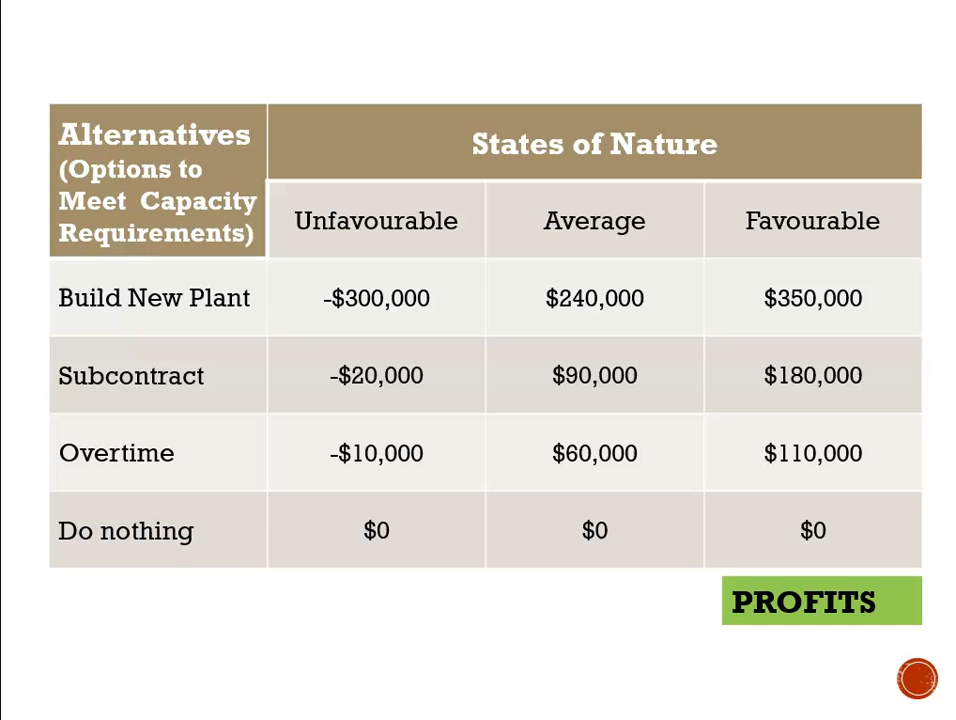 Alternatives
(Options to
Meet Capacity
Requirements)
States of Nature
Unfavourable Average Favourable
Build New Plant -$300,000 $240,000 $350,000
Subcontract -$20,000 $90,000 $180,000
Overtime -$10,000 $60,000 $110,000
Do nothing $0 $0 $0
PROFITS